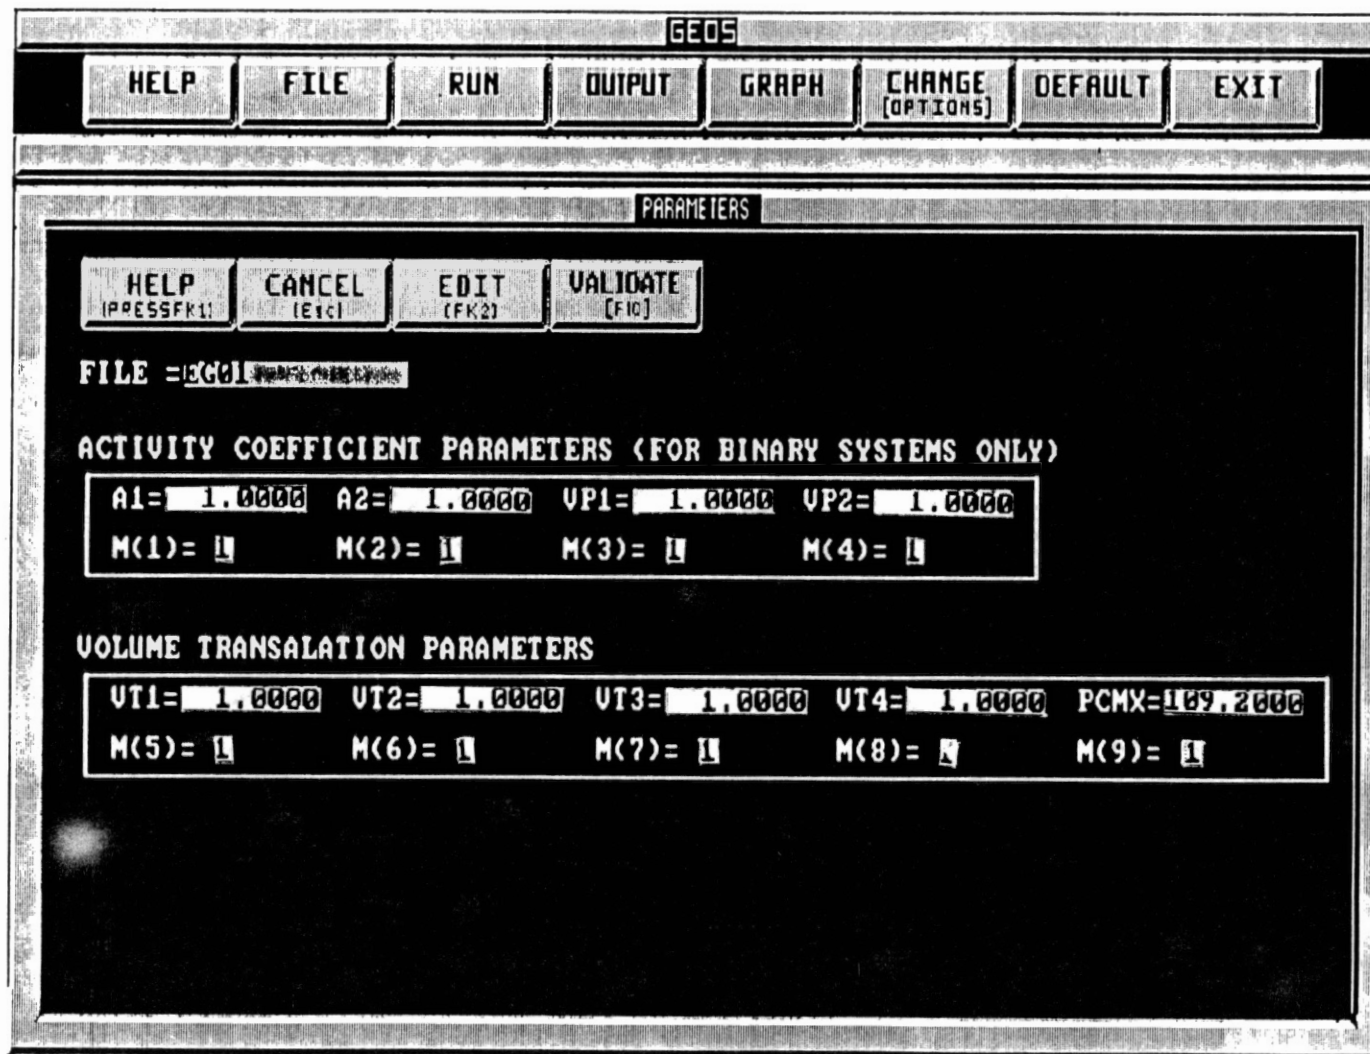 GEOS
HELP FILE RUN OUTPUT GRAPH CHANGE DEFAULT EXIT
[OPTIONS]
PARAMETERS
HELP CANCEL EDIT VALIDATE
[PRESSFK1] [Esc] [FK2] [F10]
FILE =EG01
ACTIVITY COEFFICIENT PARAMETERS (FOR BINARY SYSTEMS ONLY)
A1= 1.0000 A2= 1.0000 VP1= 1.0000 VP2= 1.0000
M(1)= 1 M(2)= 1 M(3)= 1 M(4)= 1
VOLUME TRANSALATION PARAMETERS
VT1= 1.0000 VT2= 1.0000 VT3= 1.0000 VT4= 1.0000 PCMX=109.2000
M(5)= 1 M(6)= 1 M(7)= 1 M(8)= M(9)= 1